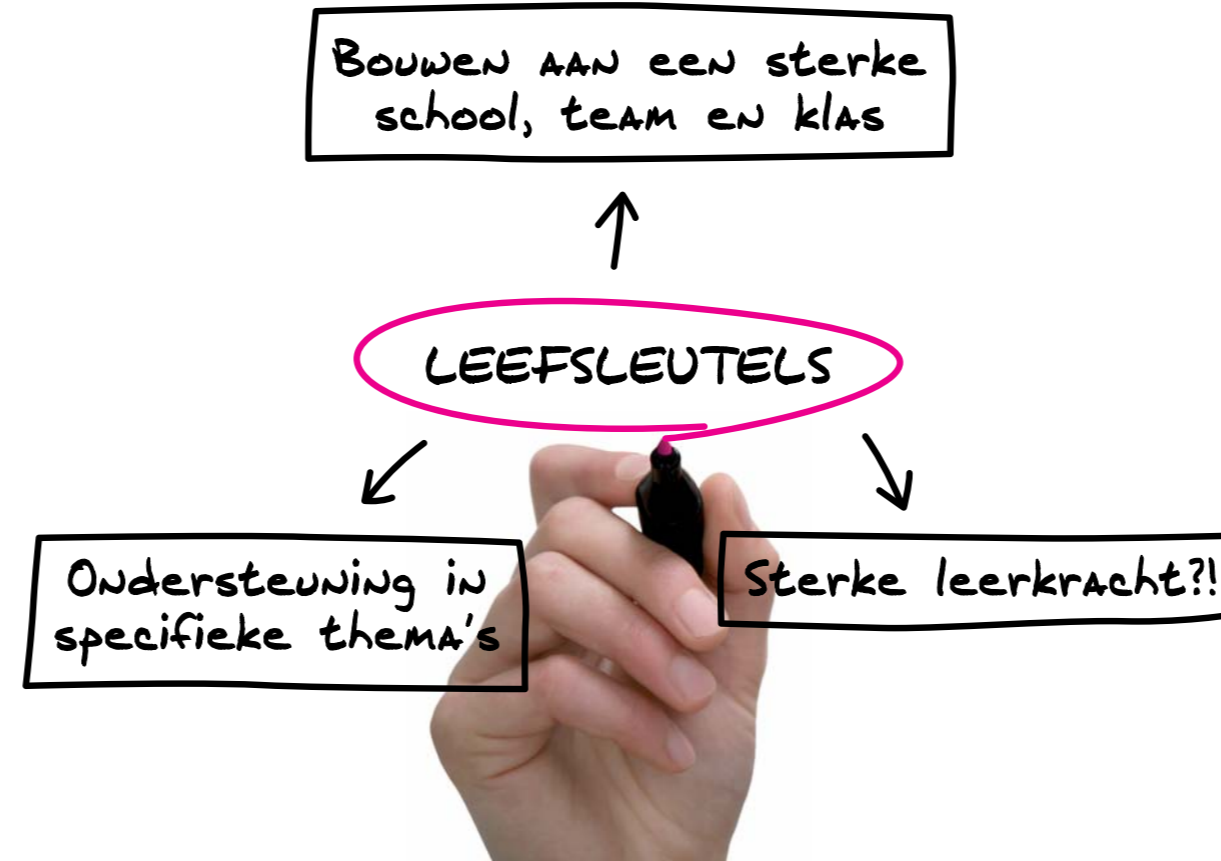 Bouwen aan een sterke
school, team en klas
LEEFSLEUTELS
Ondersteuning in
specifieke thema's
Sterke leerkracht?!